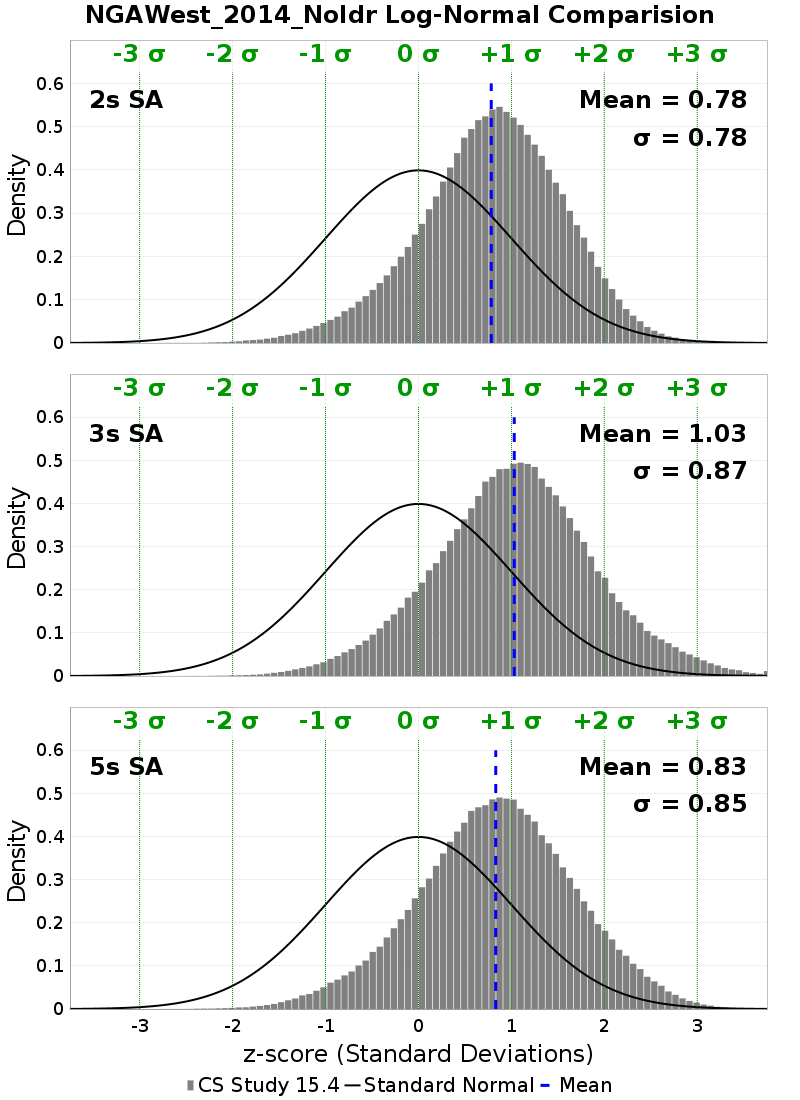 NGAWest_2014_NoIdr Log-Normal Comparision
-3 σ -2 σ -1 σ 0 σ +1 σ +2 σ +3 σ
2s SA
Mean = 0.78
σ = 0.78
Density
0.6
0.5
0.4
0.3
0.2
0.1
0
-3 σ -2 σ -1 σ 0 σ +1 σ +2 σ +3 σ
3s SA
Mean = 1.03
σ = 0.87
Density
0.6
0.5
0.4
0.3
0.2
0.1
0
-3 σ -2 σ -1 σ 0 σ +1 σ +2 σ +3 σ
5s SA
Mean = 0.83
σ = 0.85
Density
0.6
0.5
0.4
0.3
0.2
0.1
0
-3 -2 -1 0 1 2 3
z-score (Standard Deviations)
CS Study 15.4 Standard Normal Mean